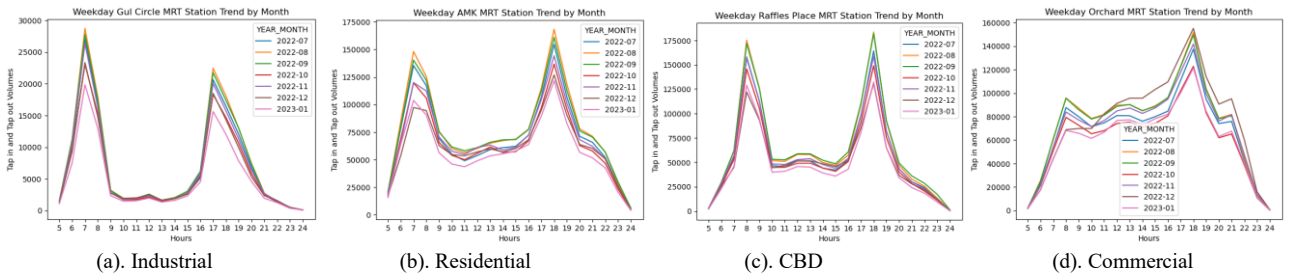 Weekday Gul Circle MRT Station Trend by Month
YEAR_MONTH
2022-07
2022-08
2022-09
2022-10
2022-11
2022-12
2023-01
30000
25000
20000
15000
10000
5000
0
Tap in and Tap out Volumes
5 6 7 8 9 10 11 12 13 14 15 16 17 18 19 20 21 22 23 24
Hours
(a). Industrial
Weekday AMK MRT Station Trend by Month
YEAR_MONTH
2022-07
2022-08
2022-09
2022-10
2022-11
2022-12
2023-01
175000
150000
125000
100000
75000
50000
25000
0
Tap in and Tap out Volumes
5 6 7 8 9 10 11 12 13 14 15 16 17 18 19 20 21 22 23 24
Hours
(b). Residential
Weekday Raffles Place MRT Station Trend by Month
YEAR_MONTH
2022-07
2022-08
2022-09
2022-10
2022-11
2022-12
2023-01
175000
150000
125000
100000
75000
50000
25000
0
Tap in and Tap out Volumes
5 6 7 8 9 10 11 12 13 14 15 16 17 18 19 20 21 22 23 24
Hours
(c). CBD
Weekday Orchard MRT Station Trend by Month
YEAR_MONTH
2022-07
2022-08
2022-09
2022-10
2022-11
2022-12
2023-01
160000
140000
120000
100000
80000
60000
40000
20000
0
Tap in and Tap out Volumes
5 6 7 8 9 10 11 12 13 14 15 16 17 18 19 20 21 22 23 24
Hours
(d). Commercial